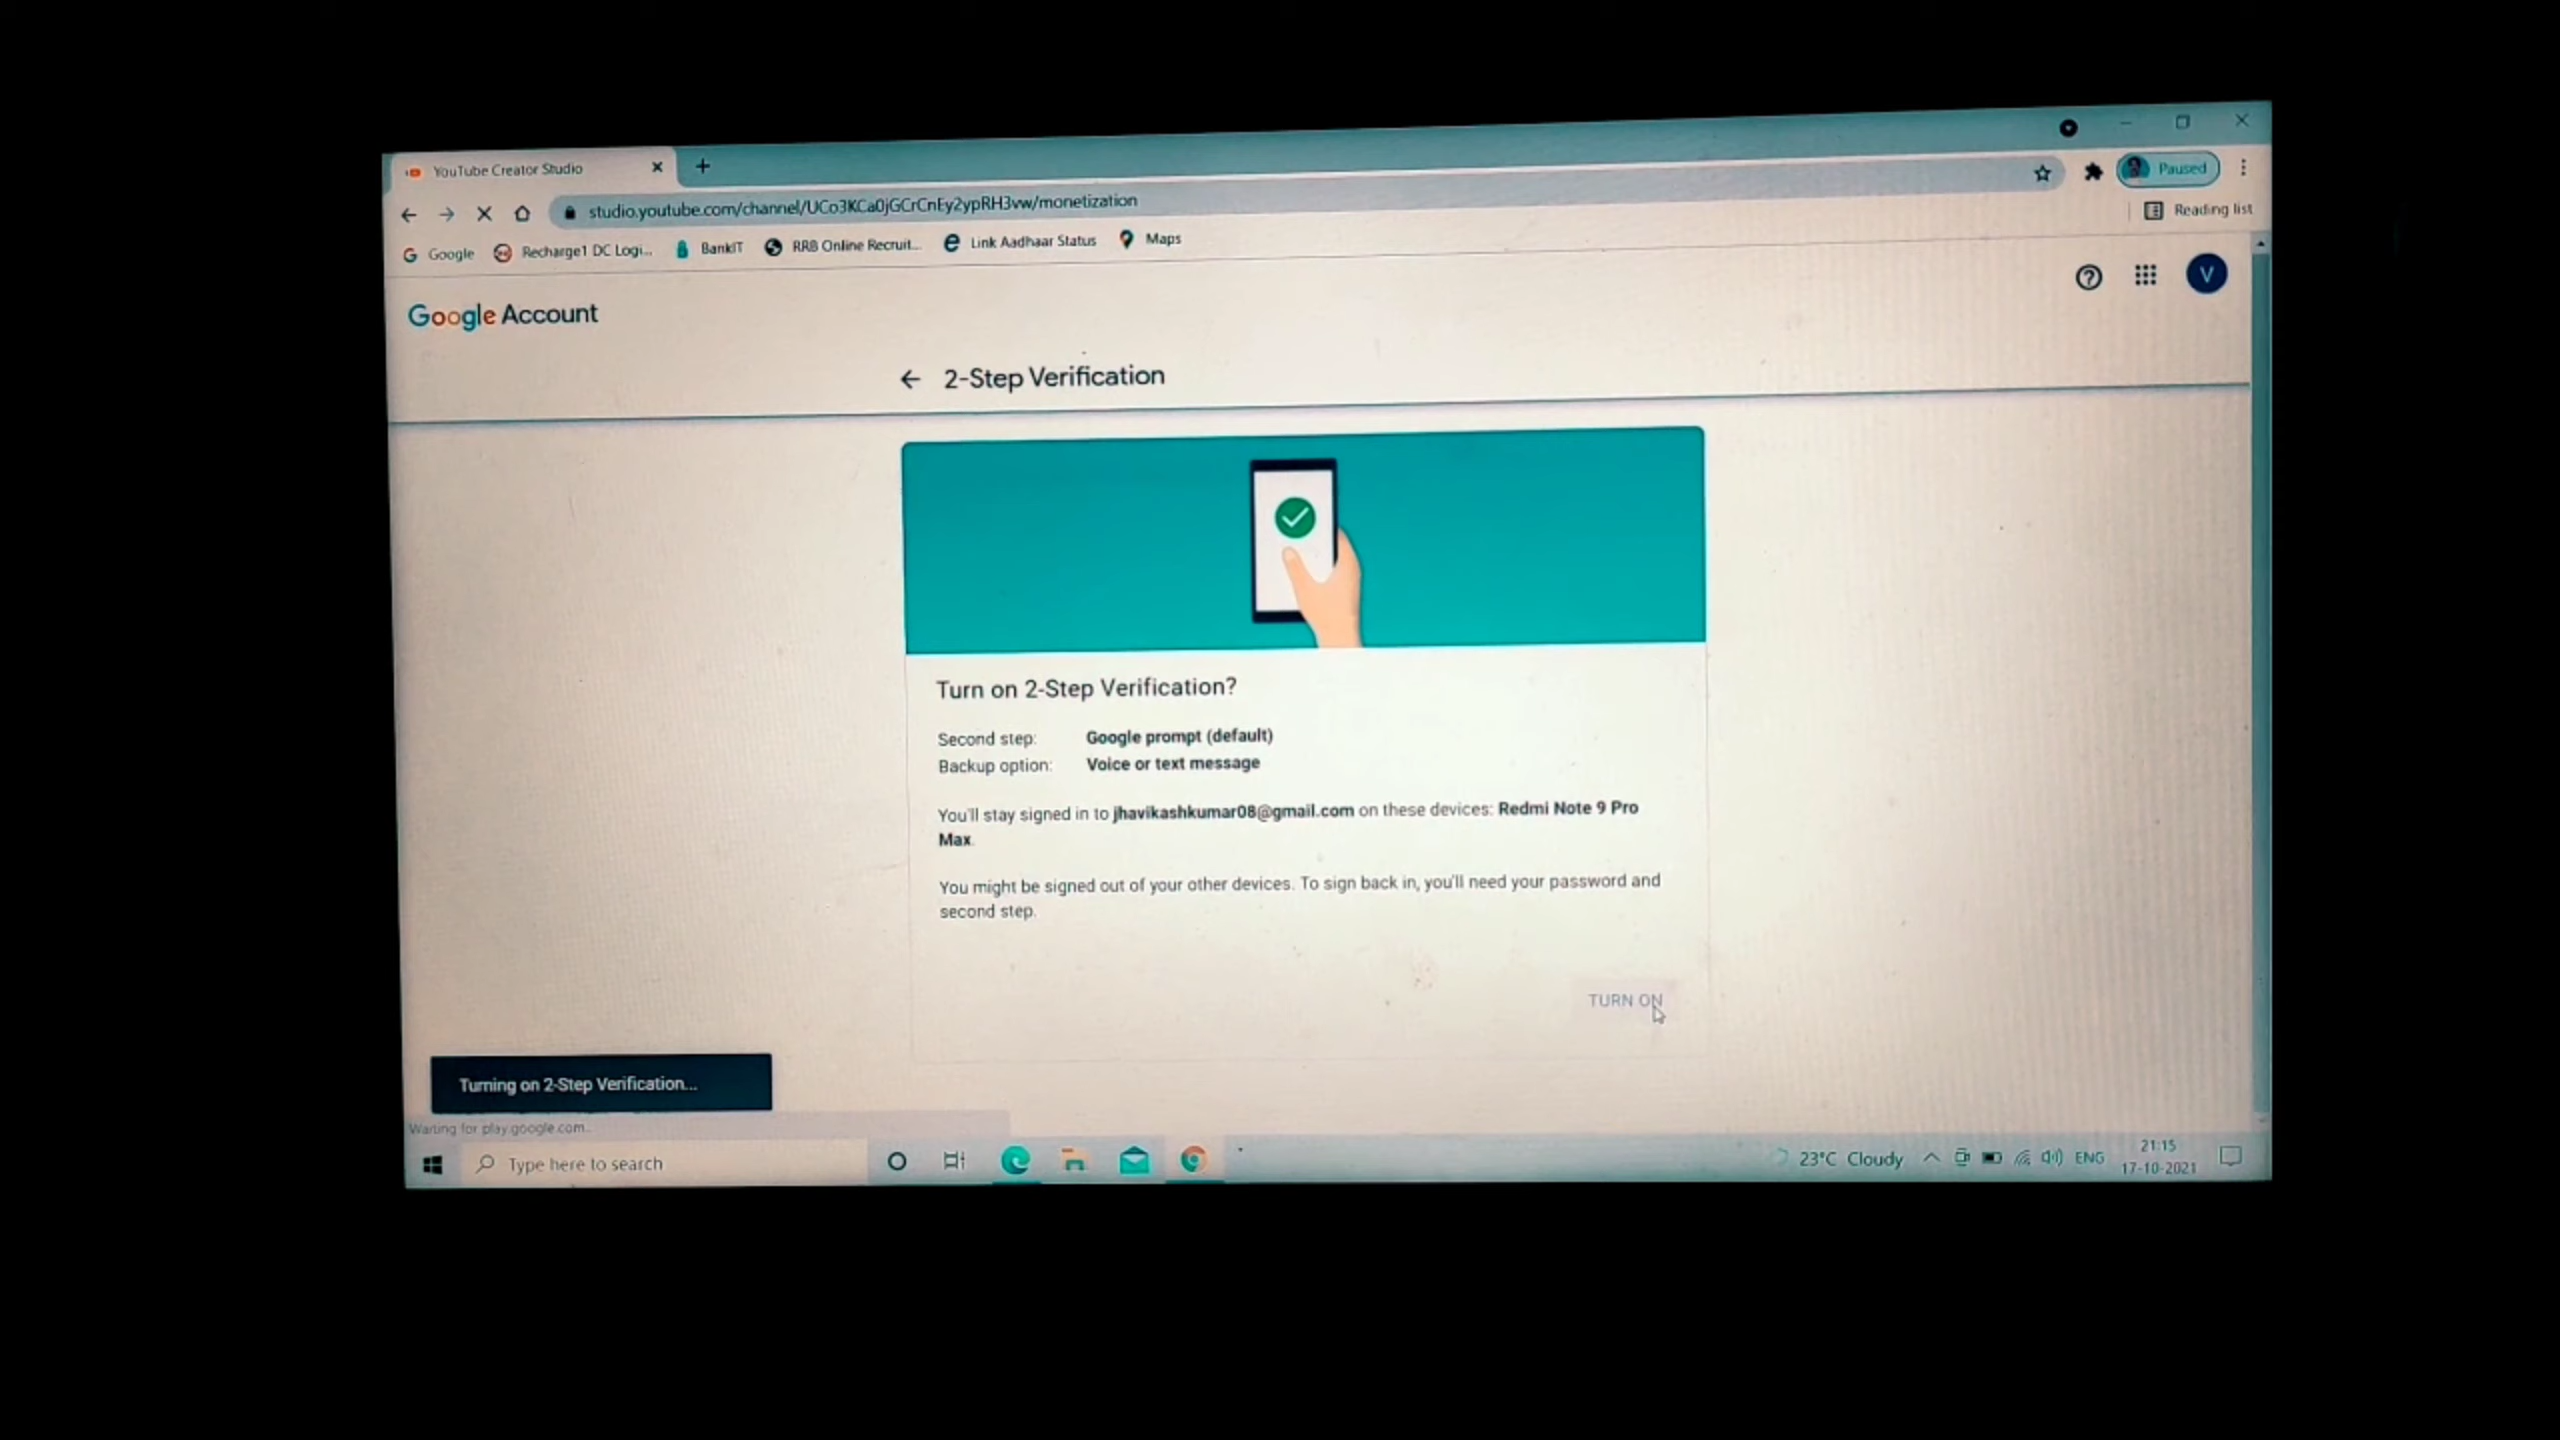 YouTube Creator Studio
Paused
studio.youtube.com/channel/UCo3KCa0jGCrCnEy2ypRH3vw/monetization
Reading list
Google Recharge1 DC Logi... BankIT RRB Online Recruit... Link Aadhaar Status Maps
V
Google Account
2-Step Verification
Turn on 2-Step Verification?
Second step: Google prompt (default)
Backup option: Voice or text message
You'll stay signed in to jhavikashkumar08@gmail.com on these devices: Redmi Note 9 Pro
Max.
You might be signed out of your other devices. To sign back in, you'll need your password and
second step.
TURN ON
Turning on 2-Step Verification...
Waiting for play.google.com...
Type here to search
23°C Cloudy
ENG
21:15
17-10-2021